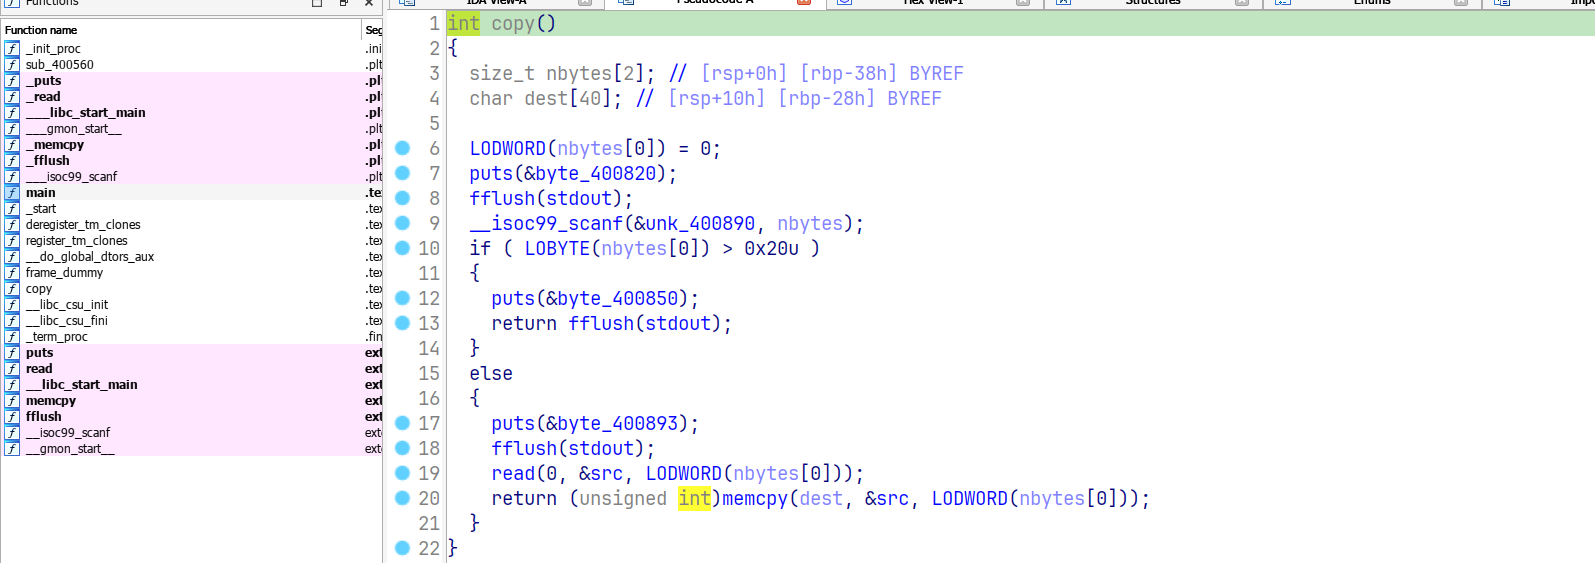 Functions
Function name Seg
_init_proc .ini
sub_400560 .plt
_puts .pl
_read .pl
___libc_start_main .pl
___gmon_start__ .plt
_memcpy .pl
_fflush .pl
___isoc99_scanf .plt
main .te
_start .te
deregister_tm_clones .te
register_tm_clones .te
__do_global_dtors_aux .te
frame_dummy .te
copy .te
__libc_csu_init .te
__libc_csu_fini .te
_term_proc .fin
puts ext
read ext
__libc_start_main ext
memcpy ext
fflush ext
__isoc99_scanf exte
__gmon_start__ exte
IDA View-A Pseudocode-A Hex View-1 Structures Enums Impo
1 int copy()
2 {
3 size_t nbytes[2]; // [rsp+0h] [rbp-38h] BYREF
4 char dest[40]; // [rsp+10h] [rbp-28h] BYREF
5
6 LODWORD(nbytes[0]) = 0;
7 puts(&byte_400820);
8 fflush(stdout);
9 __isoc99_scanf(&unk_400890, nbytes);
10 if ( LOBYTE(nbytes[0]) > 0x20u )
11 {
12 puts(&byte_400850);
13 return fflush(stdout);
14 }
15 else
16 {
17 puts(&byte_400893);
18 fflush(stdout);
19 read(0, &src, LODWORD(nbytes[0]));
20 return (unsigned int)memcpy(dest, &src, LODWORD(nbytes[0]));
21 }
22 }